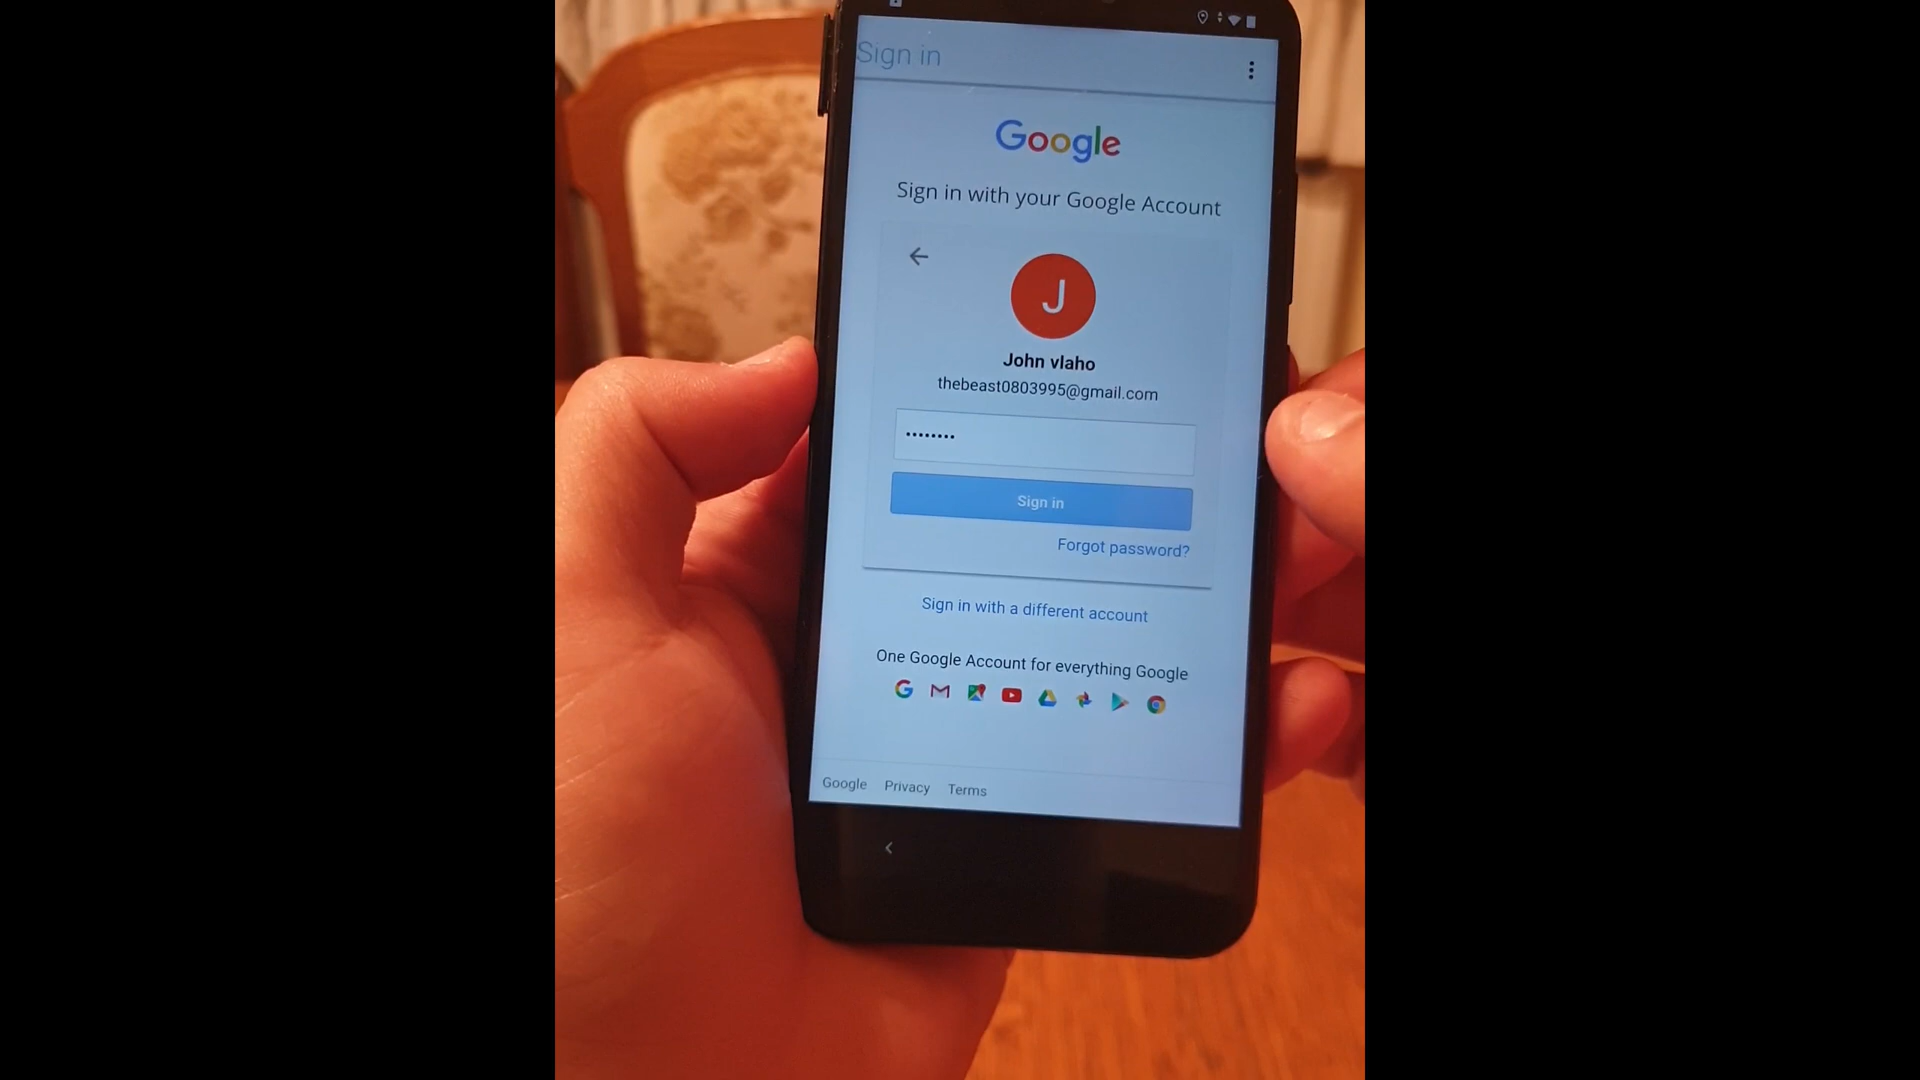 Sign in
Google
Sign in with your Google Account
J
John vlaho
thebeast0803995@gmail.com
••••••••
Sign in
Forgot password?
Sign in with a different account
One Google Account for everything Google
Google Privacy Terms